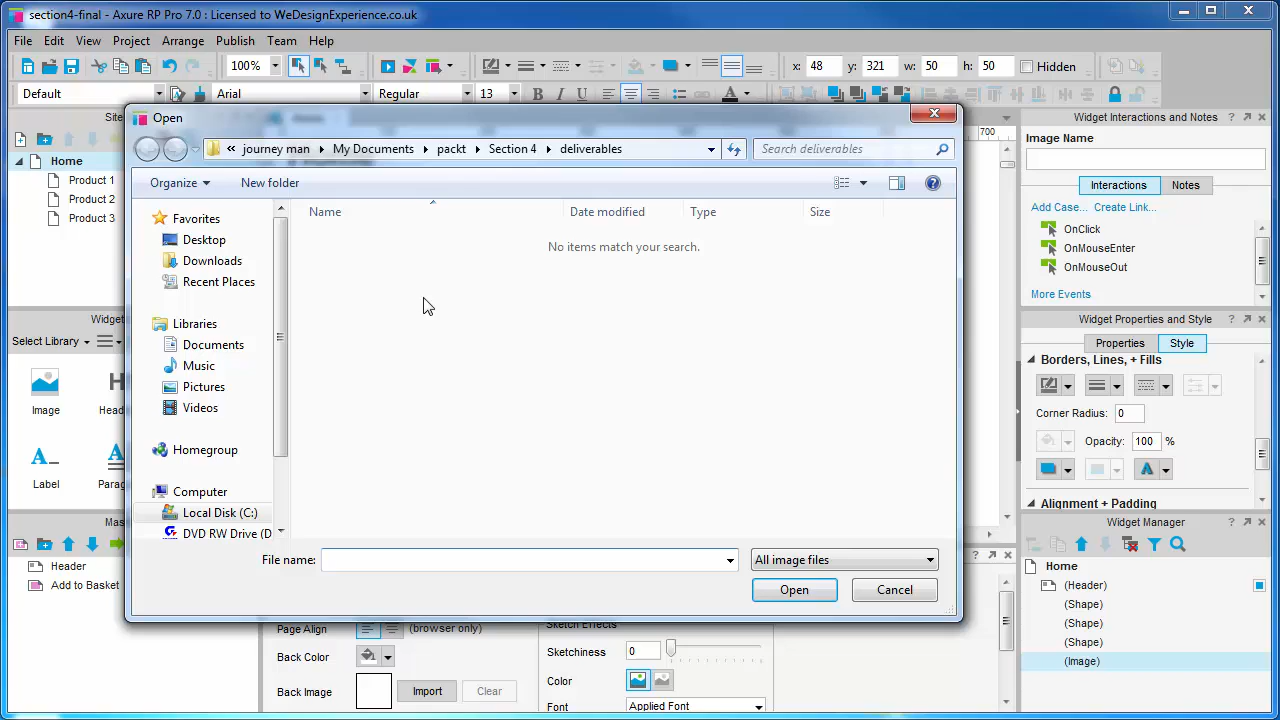 section4-final - Axure RP Pro 7.0 : Licensed to WeDesignExperience.co.uk
File Edit View Project Arrange Publish Team Help
100% x: 48 y: 321 w: 50 h: 50 Hidden
Default Arial Regular 13 B I U A
Open
Site
Home
Product 1
Product 2
Product 3
Widget
Select Library
Image
Head
Label
Parag
Mas
Header
Add to Basket
« journey man My Documents packt Section 4 deliverables Search deliverables
Organize New folder
Favorites
Desktop
Downloads
Recent Places
Libraries
Documents
Music
Pictures
Videos
Homegroup
Computer
Local Disk (C:)
DVD RW Drive (D
Name Date modified Type Size
No items match your search.
File name: All image files
Open Cancel
700
Page Align (browser only)
Back Color
Back Image Import Clear
Sketch Effects
Sketchiness 0
Color
Font Applied Font
Widget Interactions and Notes
Image Name
Interactions Notes
Add Case... Create Link...
OnClick
OnMouseEnter
OnMouseOut
More Events
Widget Properties and Style
Properties Style
Borders, Lines, + Fills
Corner Radius: 0
Opacity: 100 %
Alignment + Padding
Widget Manager
Home
(Header)
(Shape)
(Shape)
(Shape)
(Image)